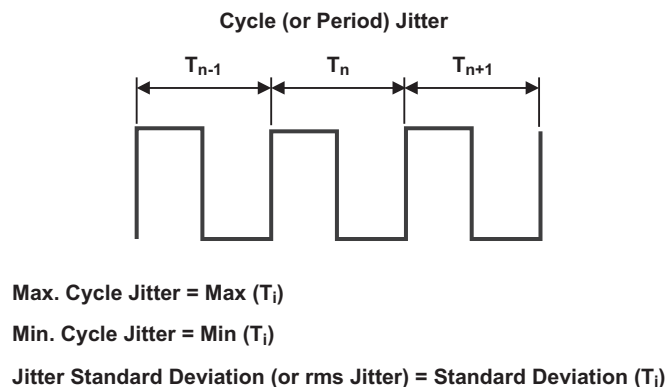 Cycle (or Period) Jitter
Tn-1 Tn Tn+1
Max. Cycle Jitter = Max (Ti)
Min. Cycle Jitter = Min (Ti)
Jitter Standard Deviation (or rms Jitter) = Standard Deviation (Ti)